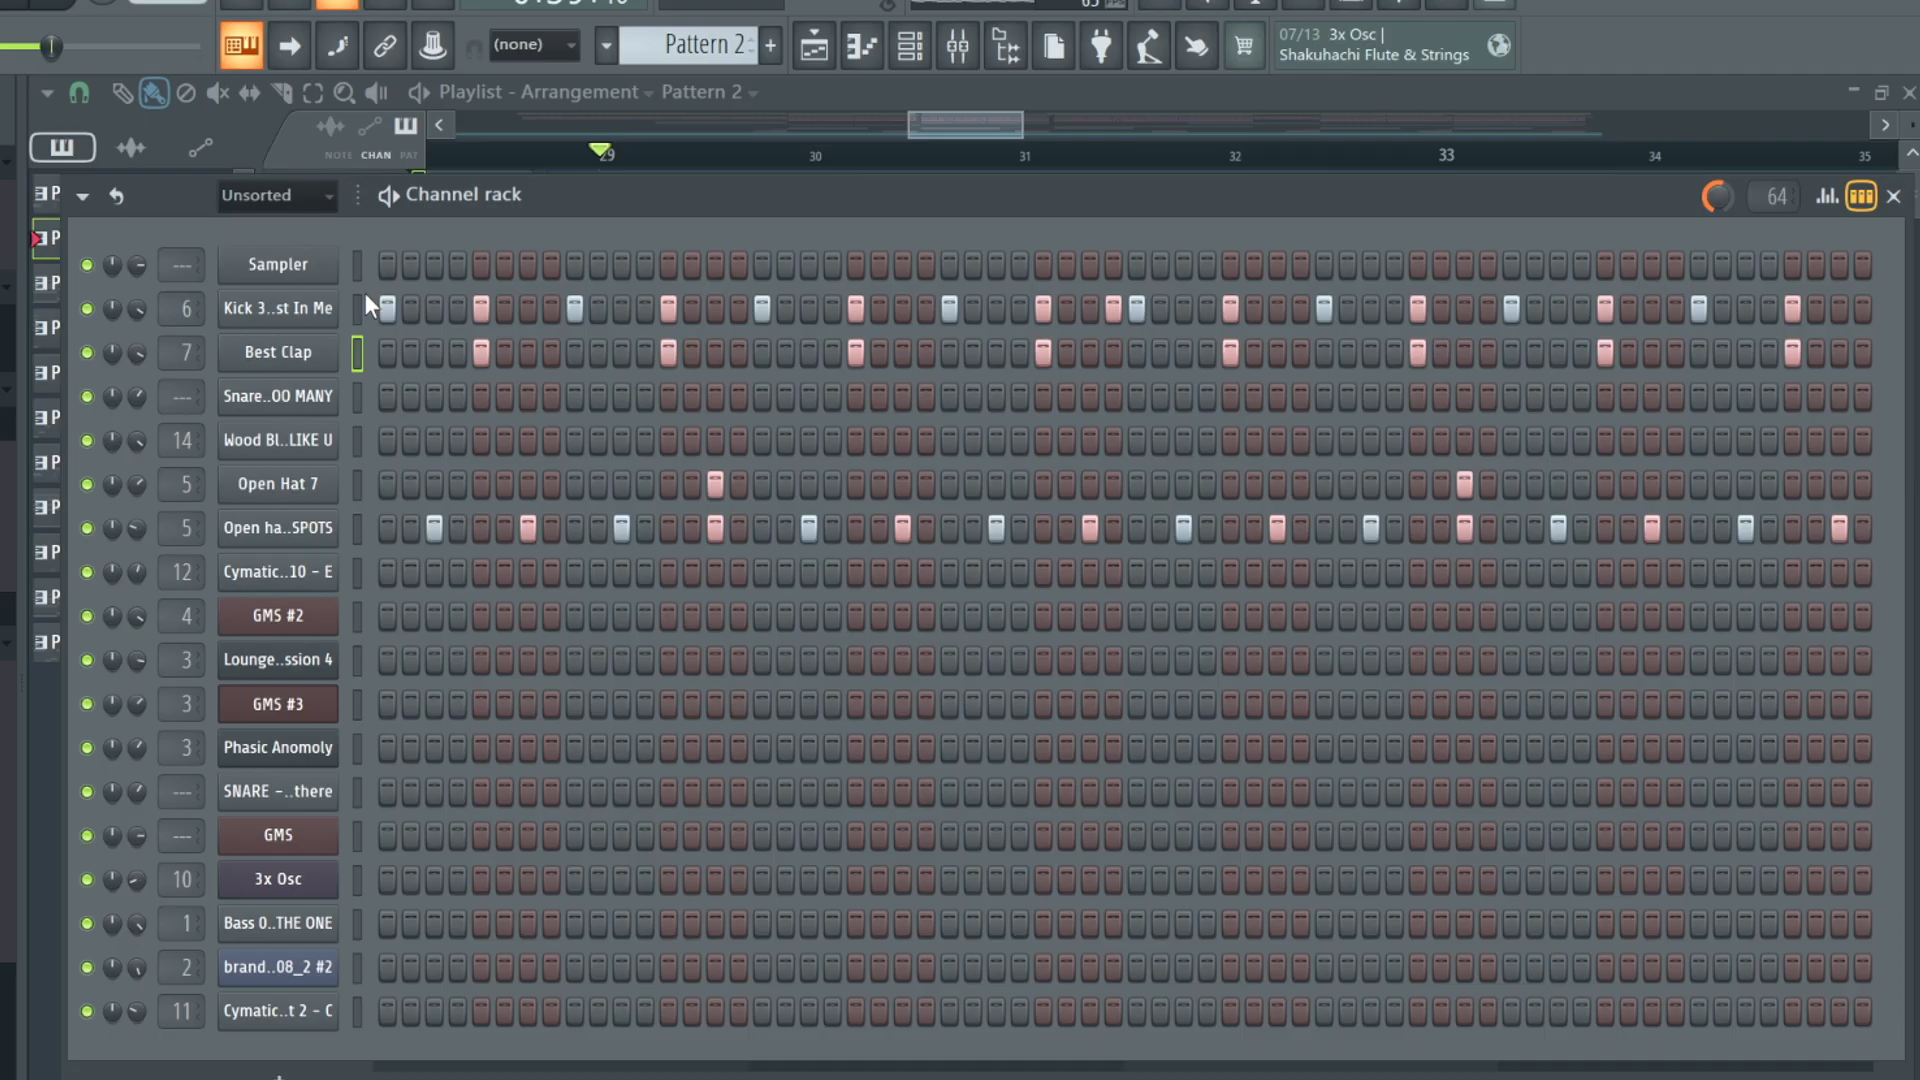 65
07/13 3x Osc |
Shakuhachi Flute & Strings
(none)
Pattern 2
+
Playlist - Arrangement
Pattern 2
NOTE CHAN PAT
29 30 31 32 33 34 35
Unsorted
Channel rack
64
--- Sampler
6 Kick 3..st In Me
7 Best Clap
--- Snare..OO MANY
14 Wood Bl..LIKE U
5 Open Hat 7
5 Open ha..SPOTS
12 Cymatic..10 - E
4 GMS #2
3 Lounge..ssion 4
3 GMS #3
3 Phasic Anomoly
--- SNARE -..there
--- GMS
10 3x Osc
1 Bass 0..THE ONE
2 brand..08_2 #2
11 Cymatic..t 2 - C